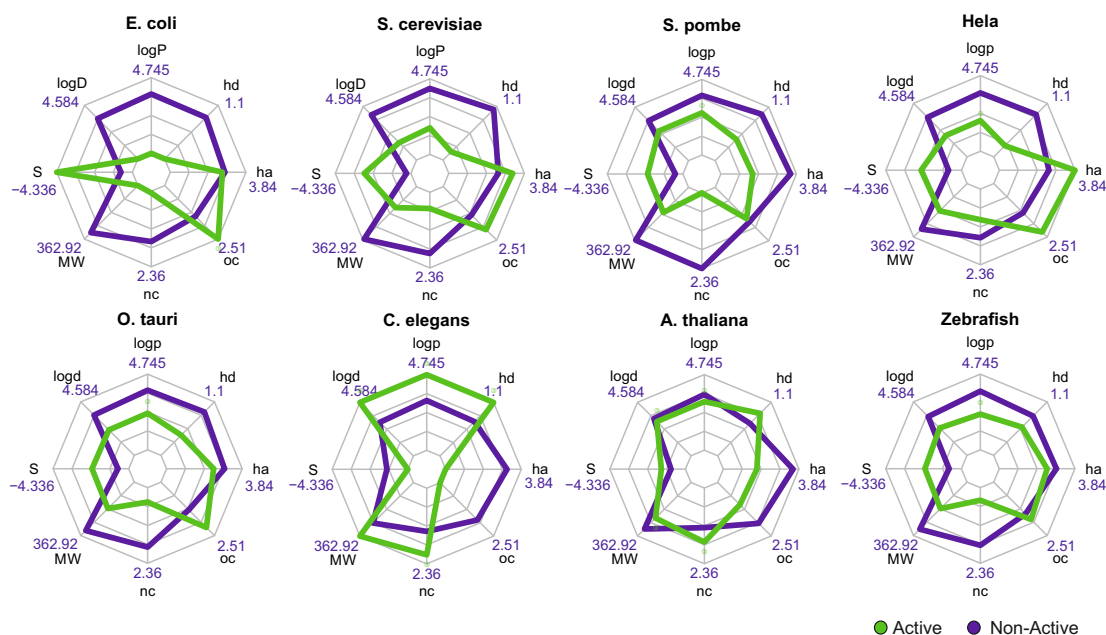 E. coli
logP
4.745
logD
4.584
hd
1.1
S
−4.336
ha
3.84
362.92
MW
2.51
oc
2.36
nc
S. cerevisiae
logP
4.745
logD
4.584
hd
1.1
S
−4.336
ha
3.84
362.92
MW
2.51
oc
2.36
nc
S. pombe
logp
4.745
logd
4.584
hd
1.1
S
−4.336
ha
3.84
362.92
MW
2.51
oc
2.36
nc
Hela
logp
4.745
logd
4.584
hd
1.1
S
−4.336
ha
3.84
362.92
MW
2.51
oc
2.36
nc
O. tauri
logp
4.745
logd
4.584
hd
1.1
S
−4.336
ha
3.84
362.92
MW
2.51
oc
2.36
nc
C. elegans
logp
4.745
logd
4.584
hd
1.1
S
−4.336
ha
3.84
362.92
MW
2.51
oc
2.36
nc
A. thaliana
logp
4.745
logd
4.584
hd
1.1
S
−4.336
ha
3.84
362.92
MW
2.51
oc
2.36
nc
Zebrafish
logp
4.745
logd
4.584
hd
1.1
S
−4.336
ha
3.84
362.92
MW
2.51
oc
2.36
nc
Active
Non-Active